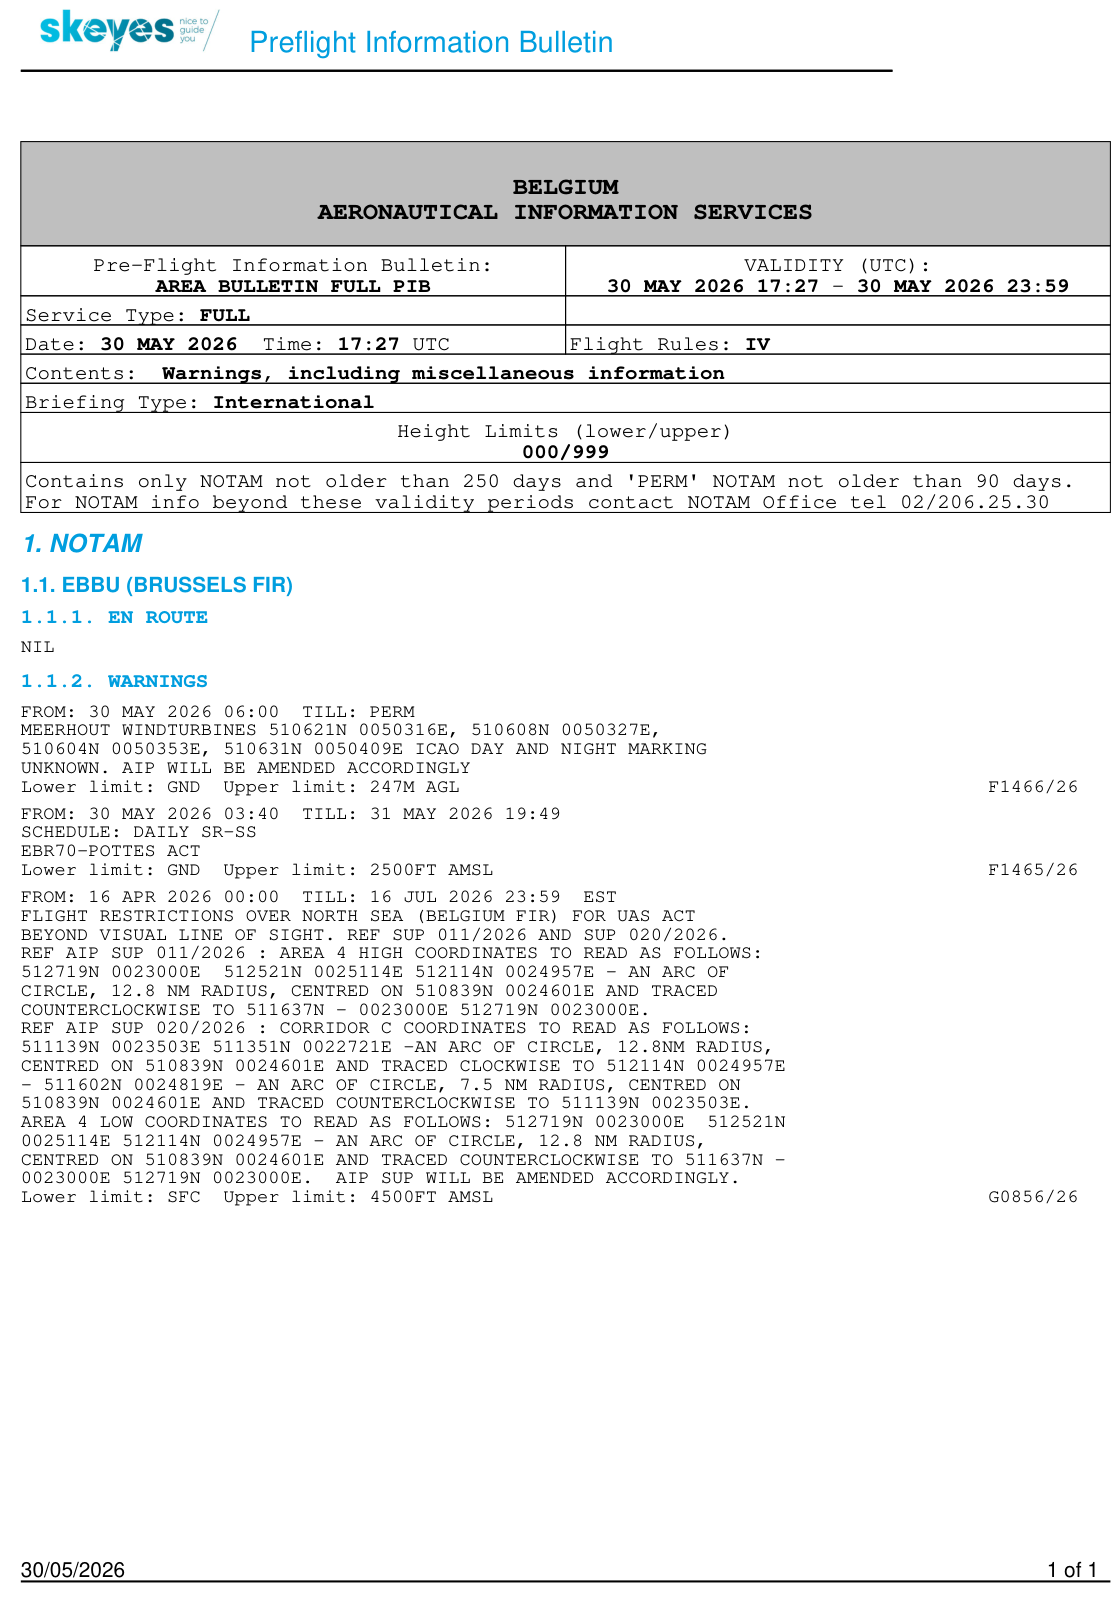 skeyes nice to guide you
Preflight Information Bulletin
BELGIUM
AERONAUTICAL INFORMATION SERVICES
Pre-Flight Information Bulletin:
AREA BULLETIN FULL PIB
VALIDITY (UTC):
30 MAY 2026 17:27 - 30 MAY 2026 23:59
Service Type: FULL
Date: 30 MAY 2026  Time: 17:27 UTC
Flight Rules: IV
Contents:  Warnings, including miscellaneous information
Briefing Type: International
Height Limits (lower/upper)
000/999
Contains only NOTAM not older than 250 days and 'PERM' NOTAM not older than 90 days.
For NOTAM info beyond these validity periods contact NOTAM Office tel 02/206.25.30
1. NOTAM
1.1. EBBU (BRUSSELS FIR)
1.1.1. EN ROUTE
NIL
1.1.2. WARNINGS
FROM: 30 MAY 2026 06:00  TILL: PERM
MEERHOUT WINDTURBINES 510621N 0050316E, 510608N 0050327E,
510604N 0050353E, 510631N 0050409E ICAO DAY AND NIGHT MARKING
UNKNOWN. AIP WILL BE AMENDED ACCORDINGLY
Lower limit: GND  Upper limit: 247M AGL F1466/26
FROM: 30 MAY 2026 03:40  TILL: 31 MAY 2026 19:49
SCHEDULE: DAILY SR-SS
EBR70-POTTES ACT
Lower limit: GND  Upper limit: 2500FT AMSL F1465/26
FROM: 16 APR 2026 00:00  TILL: 16 JUL 2026 23:59  EST
FLIGHT RESTRICTIONS OVER NORTH SEA (BELGIUM FIR) FOR UAS ACT
BEYOND VISUAL LINE OF SIGHT. REF SUP 011/2026 AND SUP 020/2026.
REF AIP SUP 011/2026 : AREA 4 HIGH COORDINATES TO READ AS FOLLOWS:
512719N 0023000E  512521N 0025114E 512114N 0024957E - AN ARC OF
CIRCLE, 12.8 NM RADIUS, CENTRED ON 510839N 0024601E AND TRACED
COUNTERCLOCKWISE TO 511637N - 0023000E 512719N 0023000E.
REF AIP SUP 020/2026 : CORRIDOR C COORDINATES TO READ AS FOLLOWS:
511139N 0023503E 511351N 0022721E -AN ARC OF CIRCLE, 12.8NM RADIUS,
CENTRED ON 510839N 0024601E AND TRACED CLOCKWISE TO 512114N 0024957E
- 511602N 0024819E - AN ARC OF CIRCLE, 7.5 NM RADIUS, CENTRED ON
510839N 0024601E AND TRACED COUNTERCLOCKWISE TO 511139N 0023503E.
AREA 4 LOW COORDINATES TO READ AS FOLLOWS: 512719N 0023000E  512521N
0025114E 512114N 0024957E - AN ARC OF CIRCLE, 12.8 NM RADIUS,
CENTRED ON 510839N 0024601E AND TRACED COUNTERCLOCKWISE TO 511637N -
0023000E 512719N 0023000E.  AIP SUP WILL BE AMENDED ACCORDINGLY.
Lower limit: SFC  Upper limit: 4500FT AMSL G0856/26
30/05/2026 1 of 1